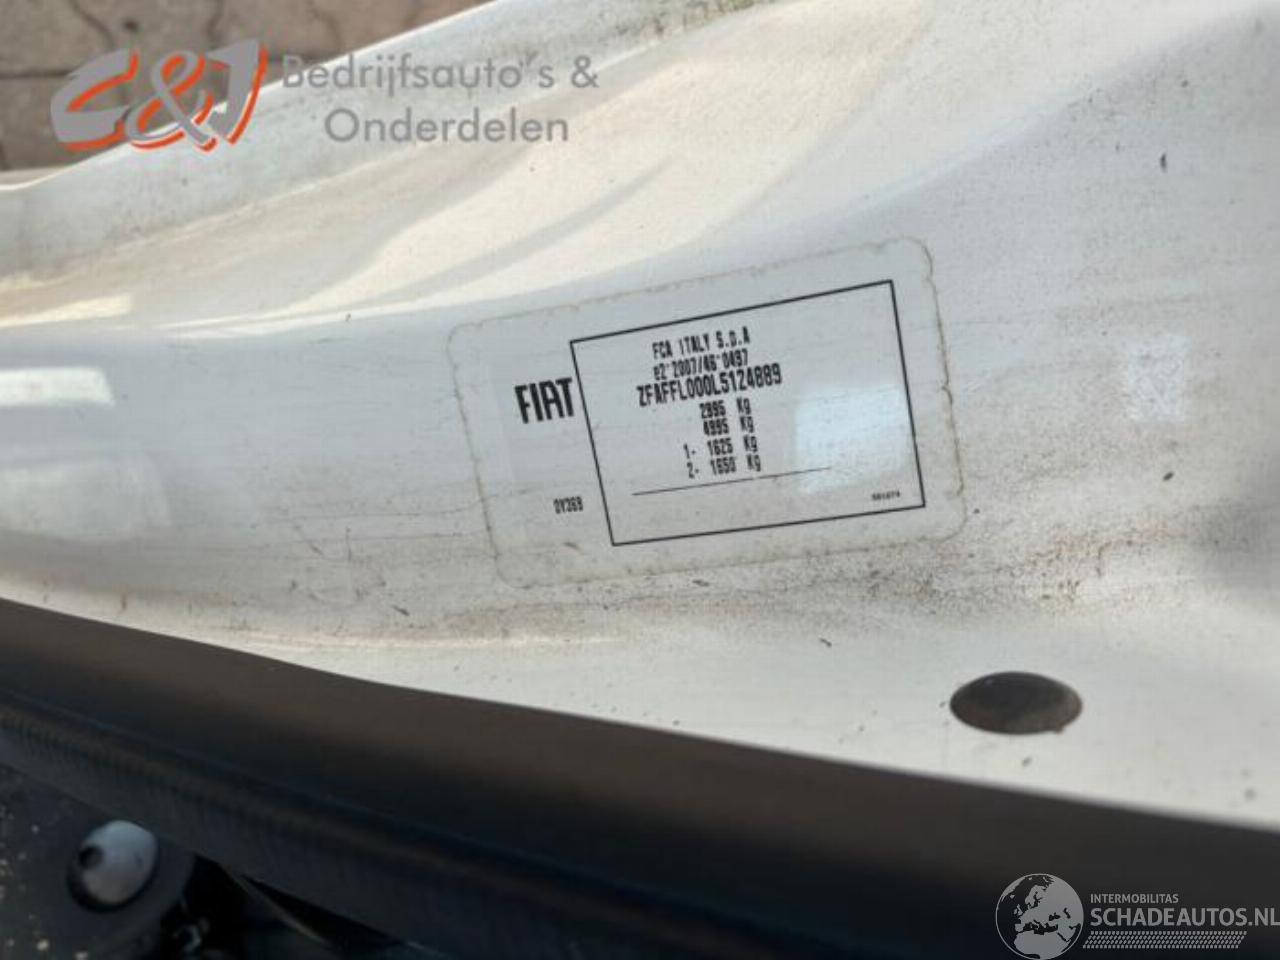 C&J Bedrijfsauto's &
Onderdelen
FCA ITALY S.p.A
e2*2007/46*0497
ZFAFFL000L5124889
2995 Kg
4995 Kg
1- 1625 Kg
2- 1650 Kg
FIAT
INTERMOBILITAS
SCHADEAUTOS.NL